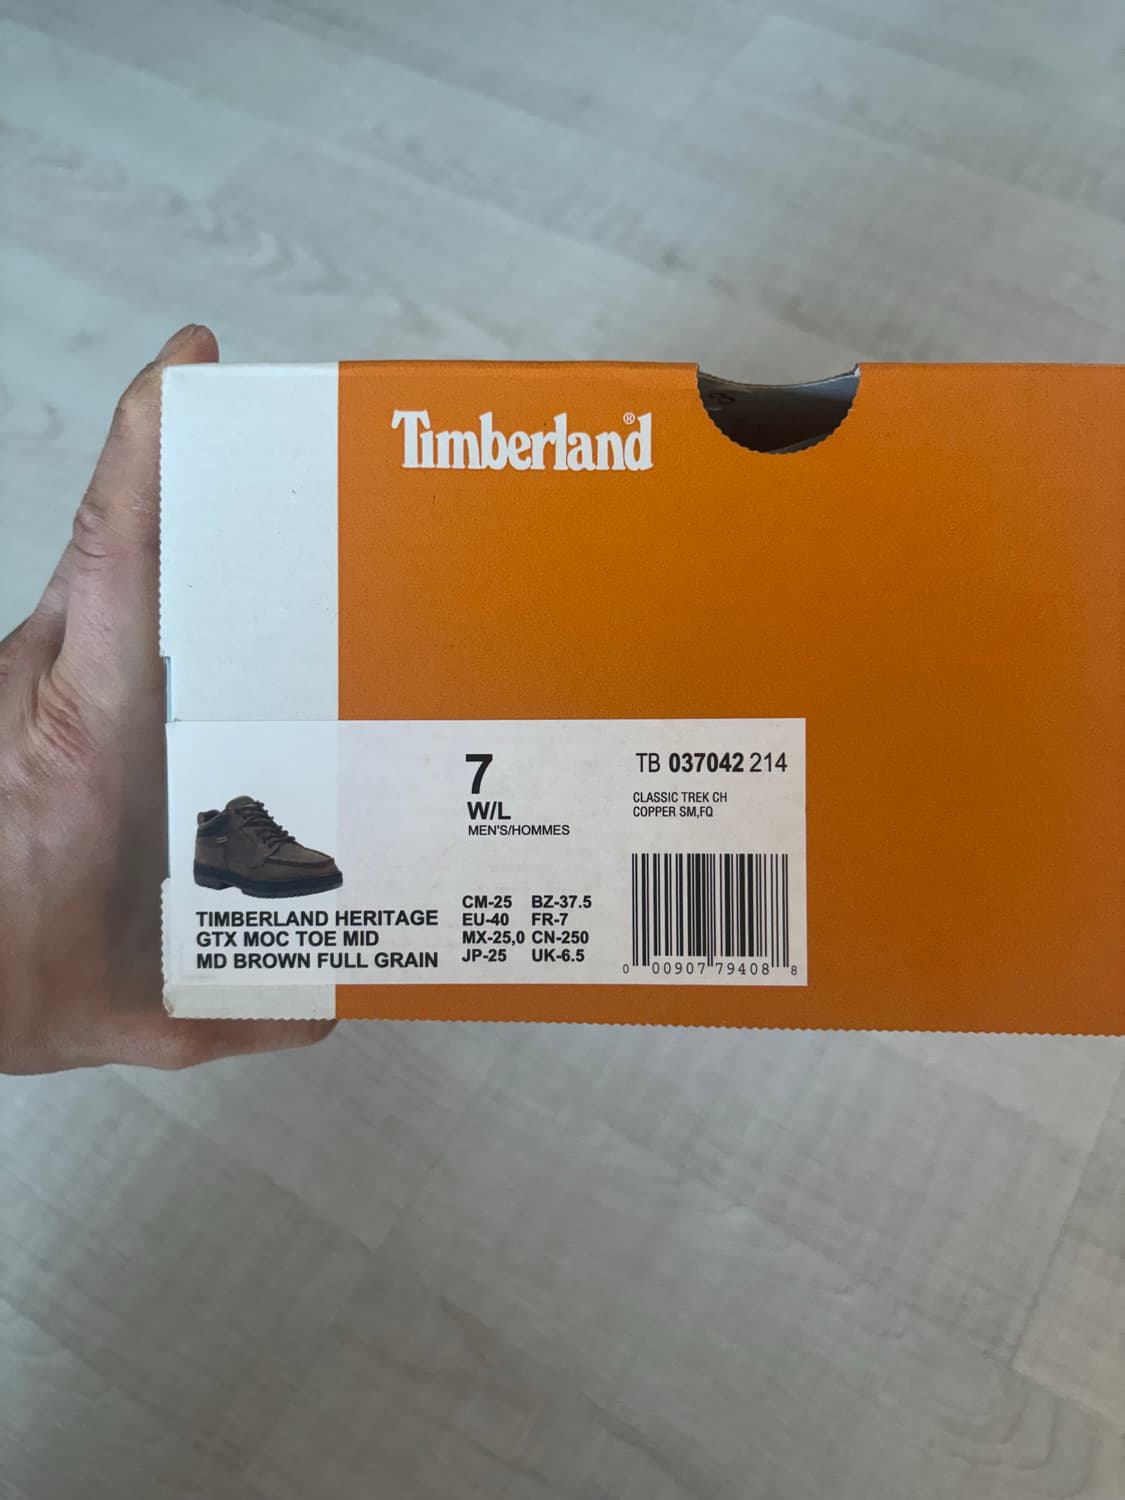 Timberland®
7
W/L
MEN'S/HOMMES
TB 037042 214
CLASSIC TREK CH
COPPER SM,FQ
TIMBERLAND HERITAGE
GTX MOC TOE MID
MD BROWN FULL GRAIN
CM-25 BZ-37.5
EU-40 FR-7
MX-25,0 CN-250
JP-25 UK-6.5
0 00907 79408 8